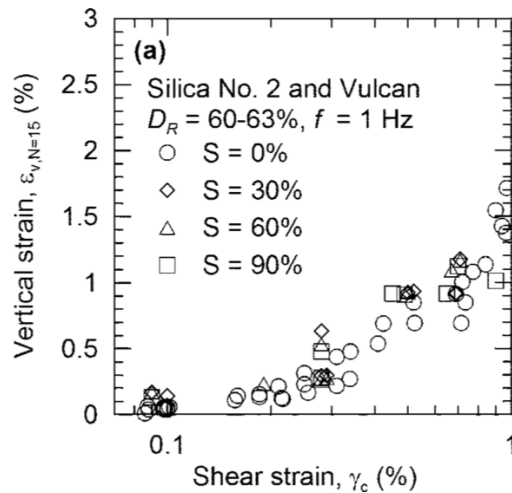 3
(a)
Silica No. 2 and Vulcan
D_R = 60-63%, f = 1 Hz
S = 0%
S = 30%
S = 60%
S = 90%
2.5
2
1.5
1
0.5
0
0.1
1
Shear strain, γ_c (%)
Vertical strain, ε_v,N=15 (%)